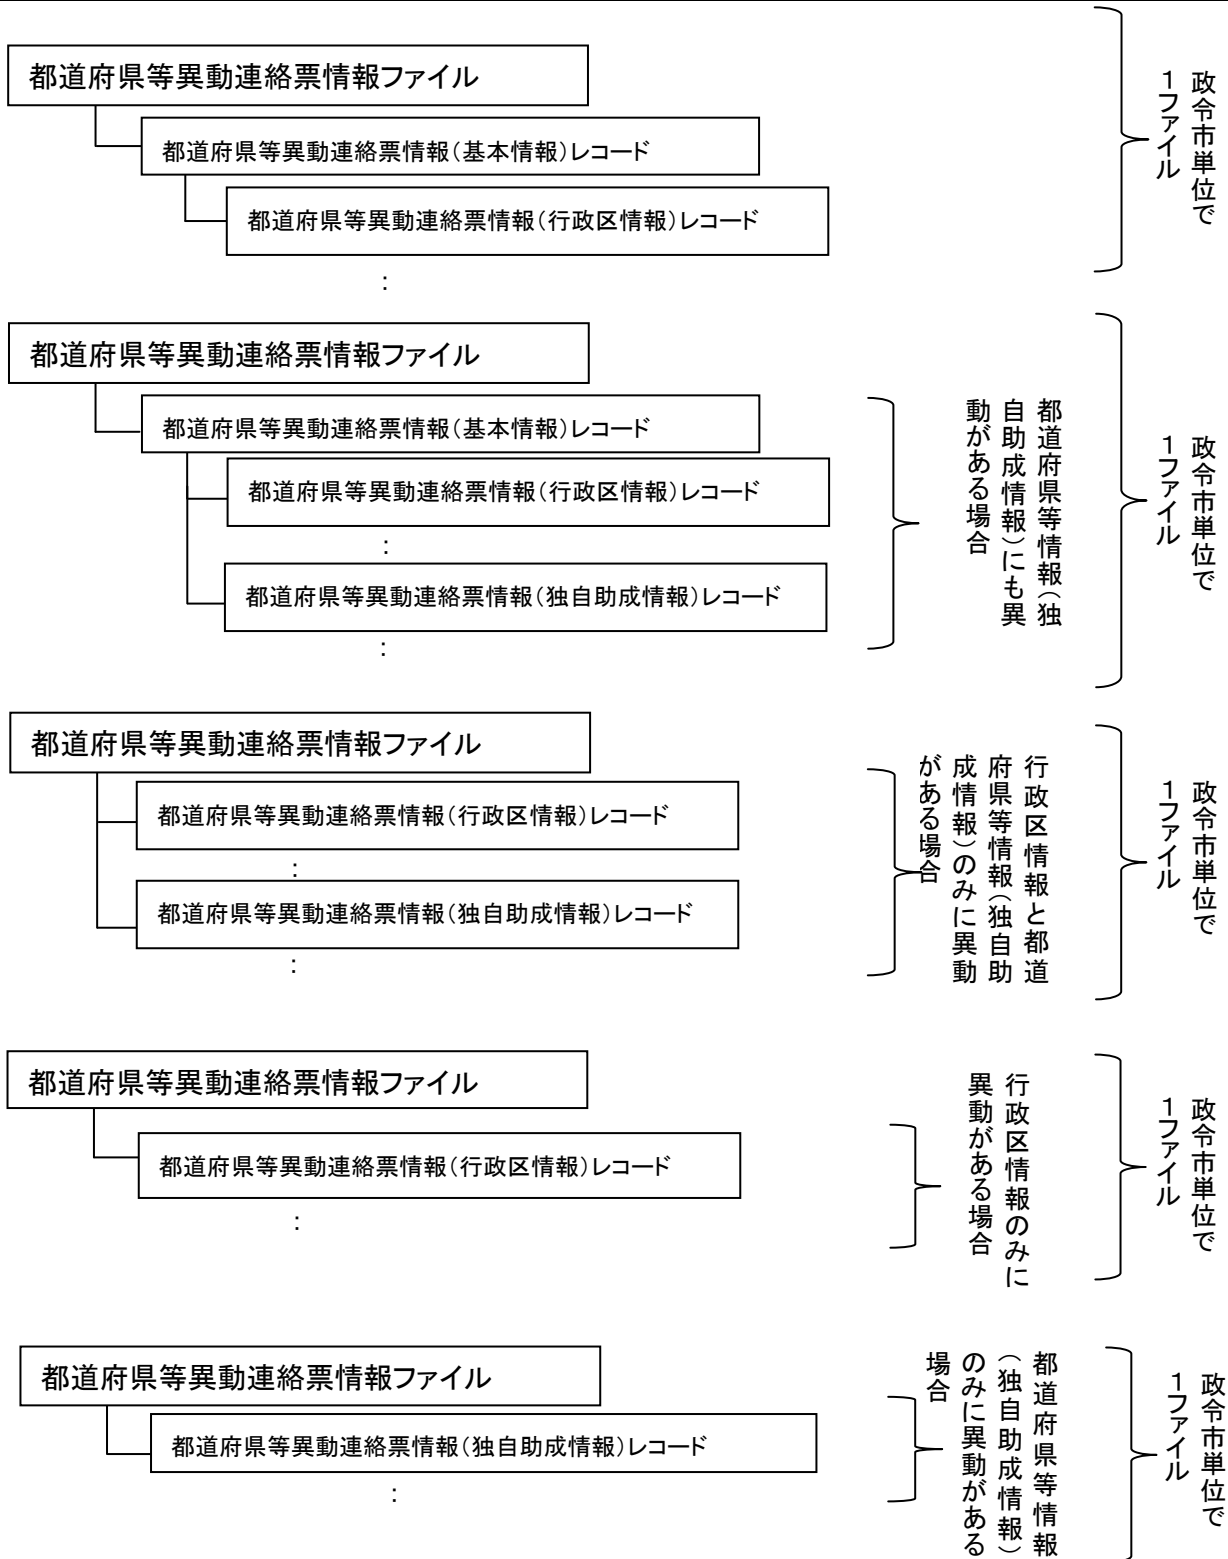 都道府県等異動連絡票情報ファイル
都道府県等異動連絡票情報（基本情報）レコード
都道府県等異動連絡票情報（行政区情報）レコード
：
政令市単位で
１ファイル
都道府県等異動連絡票情報ファイル
都道府県等異動連絡票情報（基本情報）レコード
都道府県等異動連絡票情報（行政区情報）レコード
：
都道府県等異動連絡票情報（独自助成情報）レコード
：
都道府県等情報（独
自助成情報）にも異
動がある場合
政令市単位で
１ファイル
都道府県等異動連絡票情報ファイル
都道府県等異動連絡票情報（行政区情報）レコード
：
都道府県等異動連絡票情報（独自助成情報）レコード
：
行政区情報と都道
府県等情報（独自助
成情報）のみに異動
がある場合
政令市単位で
１ファイル
都道府県等異動連絡票情報ファイル
都道府県等異動連絡票情報（行政区情報）レコード
：
行政区情報のみに
異動がある場合
政令市単位で
１ファイル
都道府県等異動連絡票情報ファイル
都道府県等異動連絡票情報（独自助成情報）レコード
：
都道府県等情報
（独自助成情報）
のみに異動がある
場合
政令市単位で
１ファイル